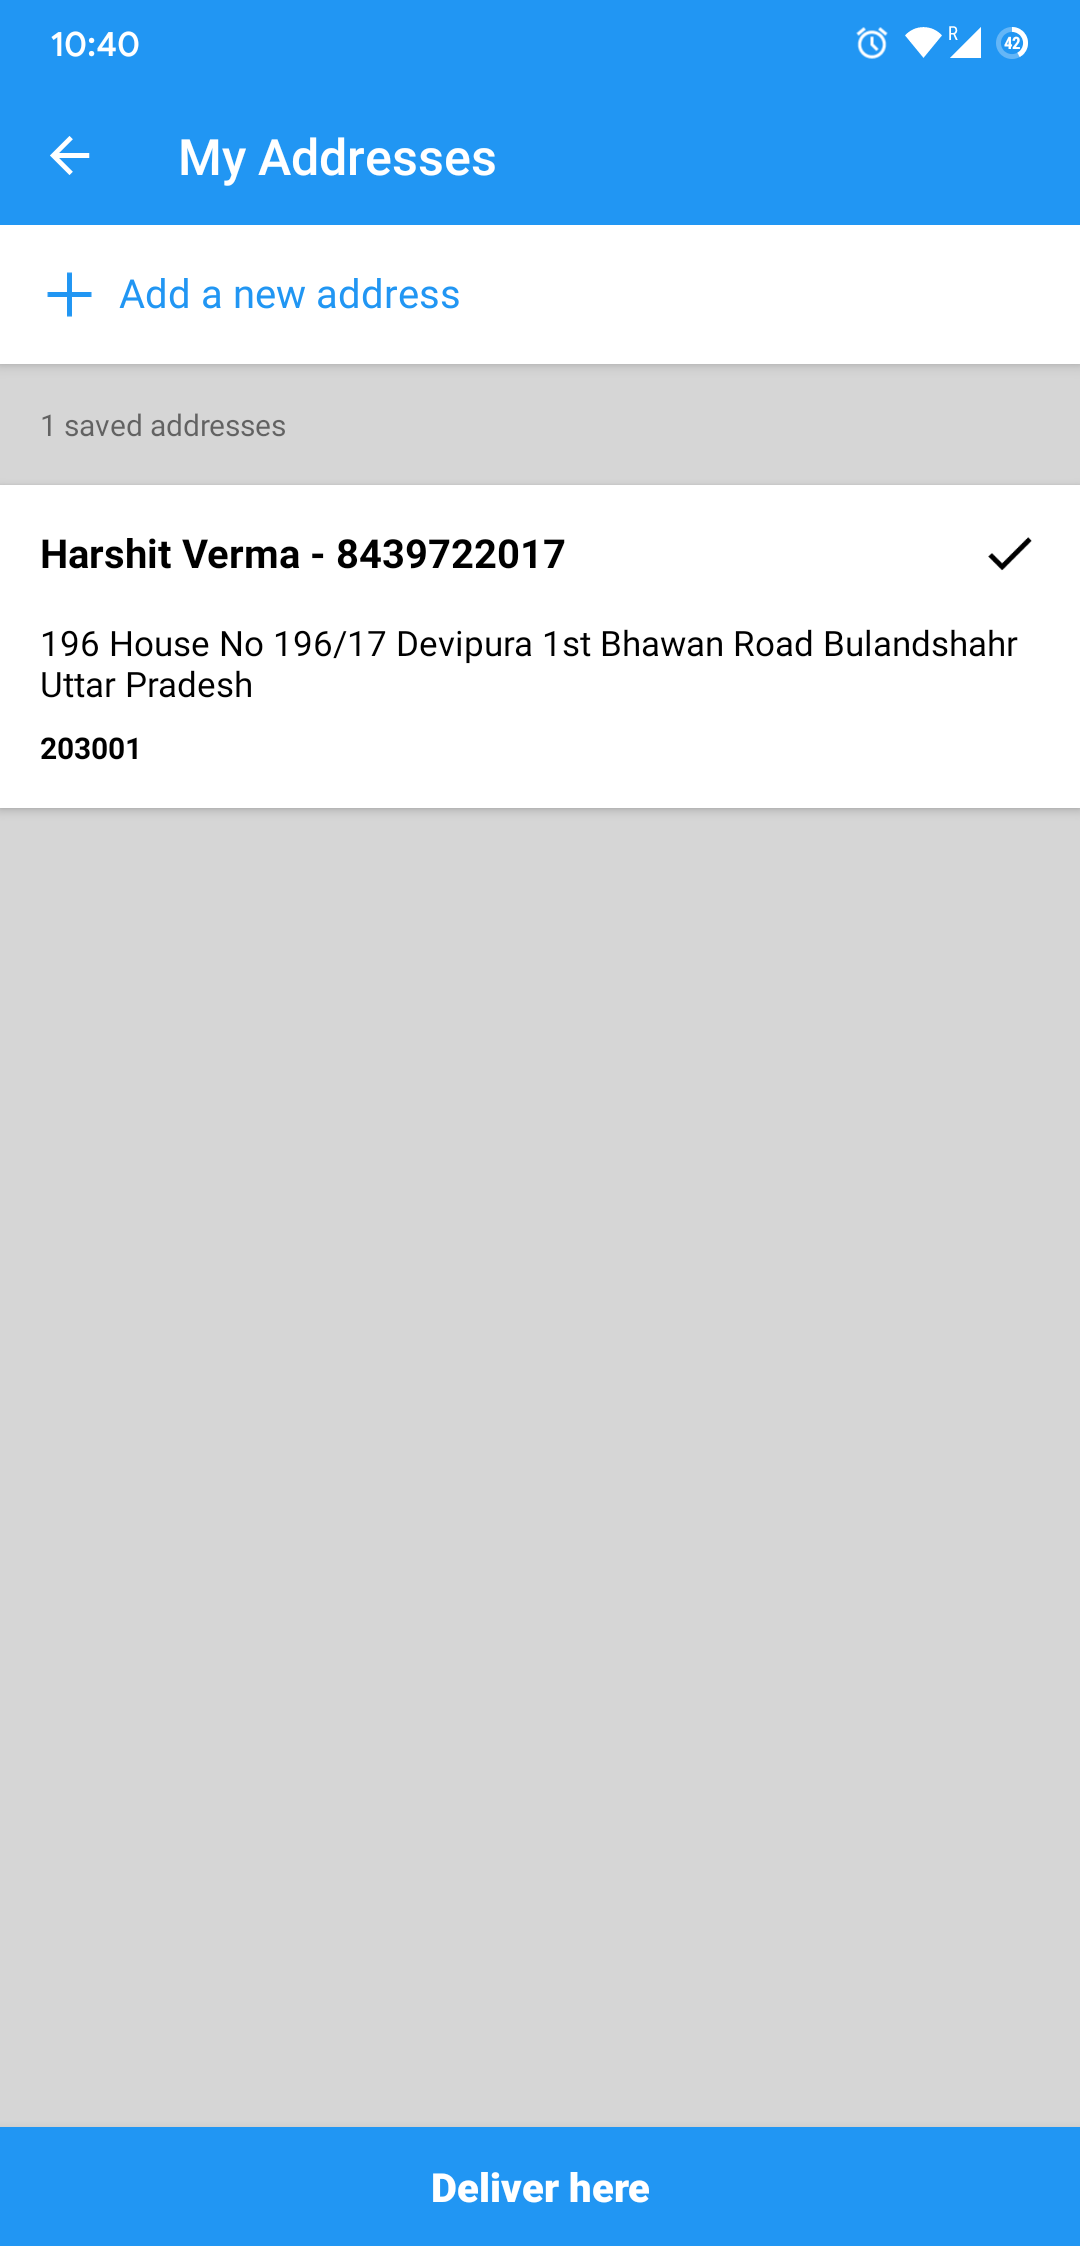 10:40
R
42
My Addresses
Add a new address
1 saved addresses
Harshit Verma - 8439722017
196 House No 196/17 Devipura 1st Bhawan Road Bulandshahr
Uttar Pradesh
203001
Deliver here